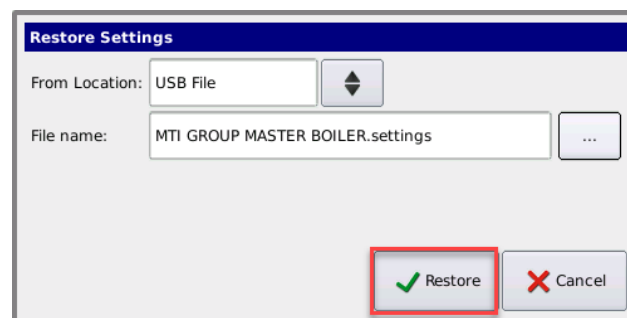 Restore Settings
From Location: USB File
File name: MTI GROUP MASTER BOILER.settings ...
Restore Cancel